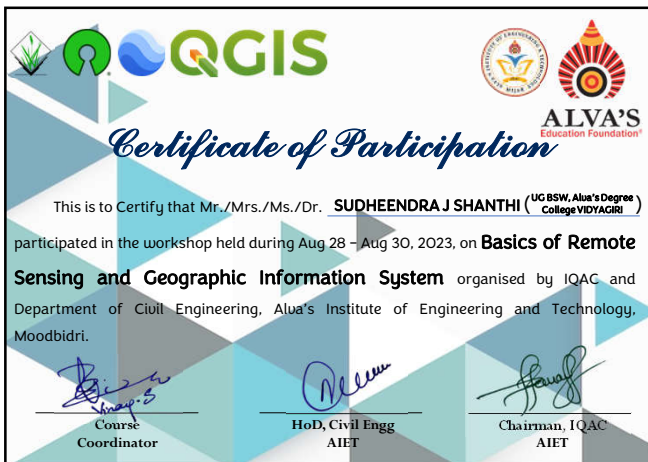 QGIS
ALVA'S
Education Foundation®
Certificate of Participation
This is to Certify that Mr./Mrs./Ms./Dr. SUDHEENDRA J SHANTHI (UG BSW, Alva's Degree College VIDYAGIRI)
participated in the workshop held during Aug 28 – Aug 30, 2023, on Basics of Remote
Sensing and Geographic Information System organised by IQAC and
Department of Civil Engineering, Alva's Institute of Engineering and Technology,
Moodbidri.
Vinay.S
Course
Coordinator
HoD, Civil Engg
AIET
Chairman, IQAC
AIET